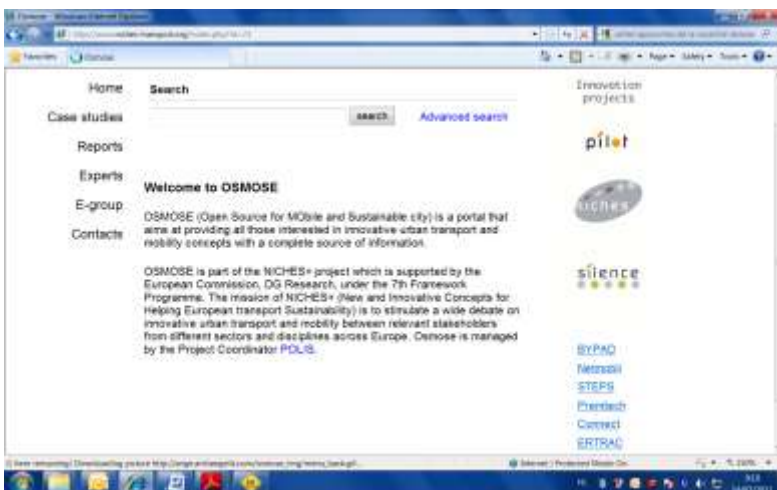 Home
Case studies
Reports
Experts
E-group
Contacts
Search
search
Advanced search
Welcome to OSMOSE
OSMOSE (Open Source for MObile and Sustainable city) is a portal that
aims at providing all those interested in innovative urban transport and
mobility concepts with a complete source of information.
OSMOSE is part of the NICHES+ project which is supported by the
European Commission, DG Research, under the 7th Framework
Programme. The mission of NICHES+ (New and Innovative Concepts for
Helping European transport Sustainability) is to stimulate a wide debate on
innovative urban transport and mobility between relevant stakeholders
from different sectors and disciplines across Europe. Osmose is managed
by the Project Coordinator POLIS.
Innovation
projects
pilot
niches
silence
BYPAD
Netmobil
STEPS
Premtech
Connect
ERTRAC
Favorites
Osmose
Page
Safety
Tools